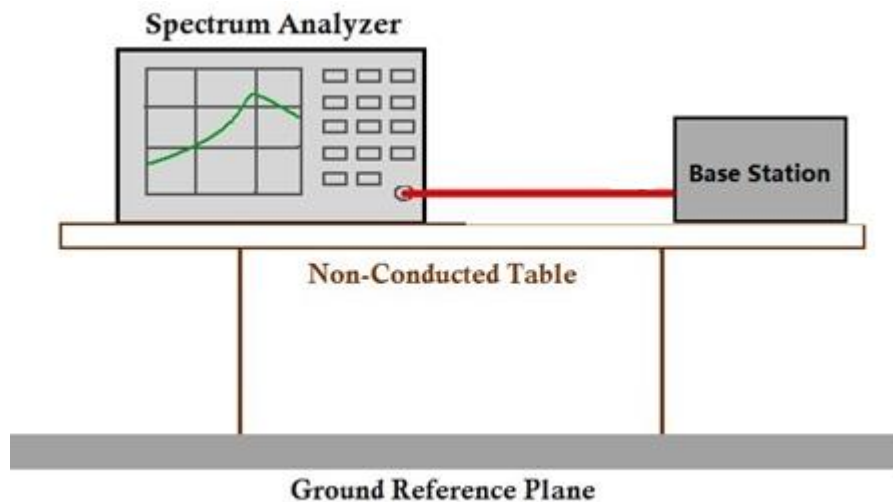 Spectrum Analyzer
Base Station
Non-Conducted Table
Ground Reference Plane